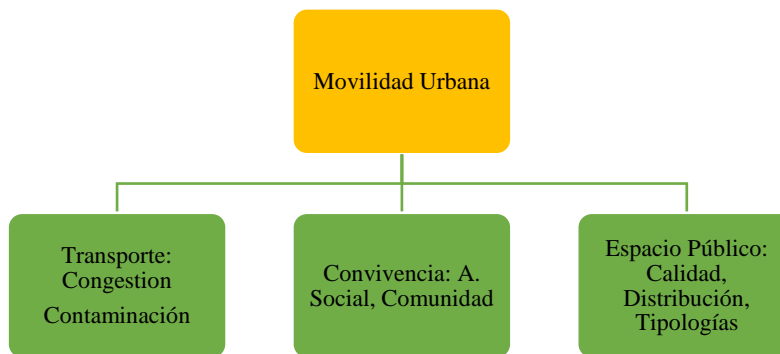 Movilidad Urbana
Transporte:
Congestion
Contaminación
Convivencia: A.
Social, Comunidad
Espacio Público:
Calidad,
Distribución,
Tipologías